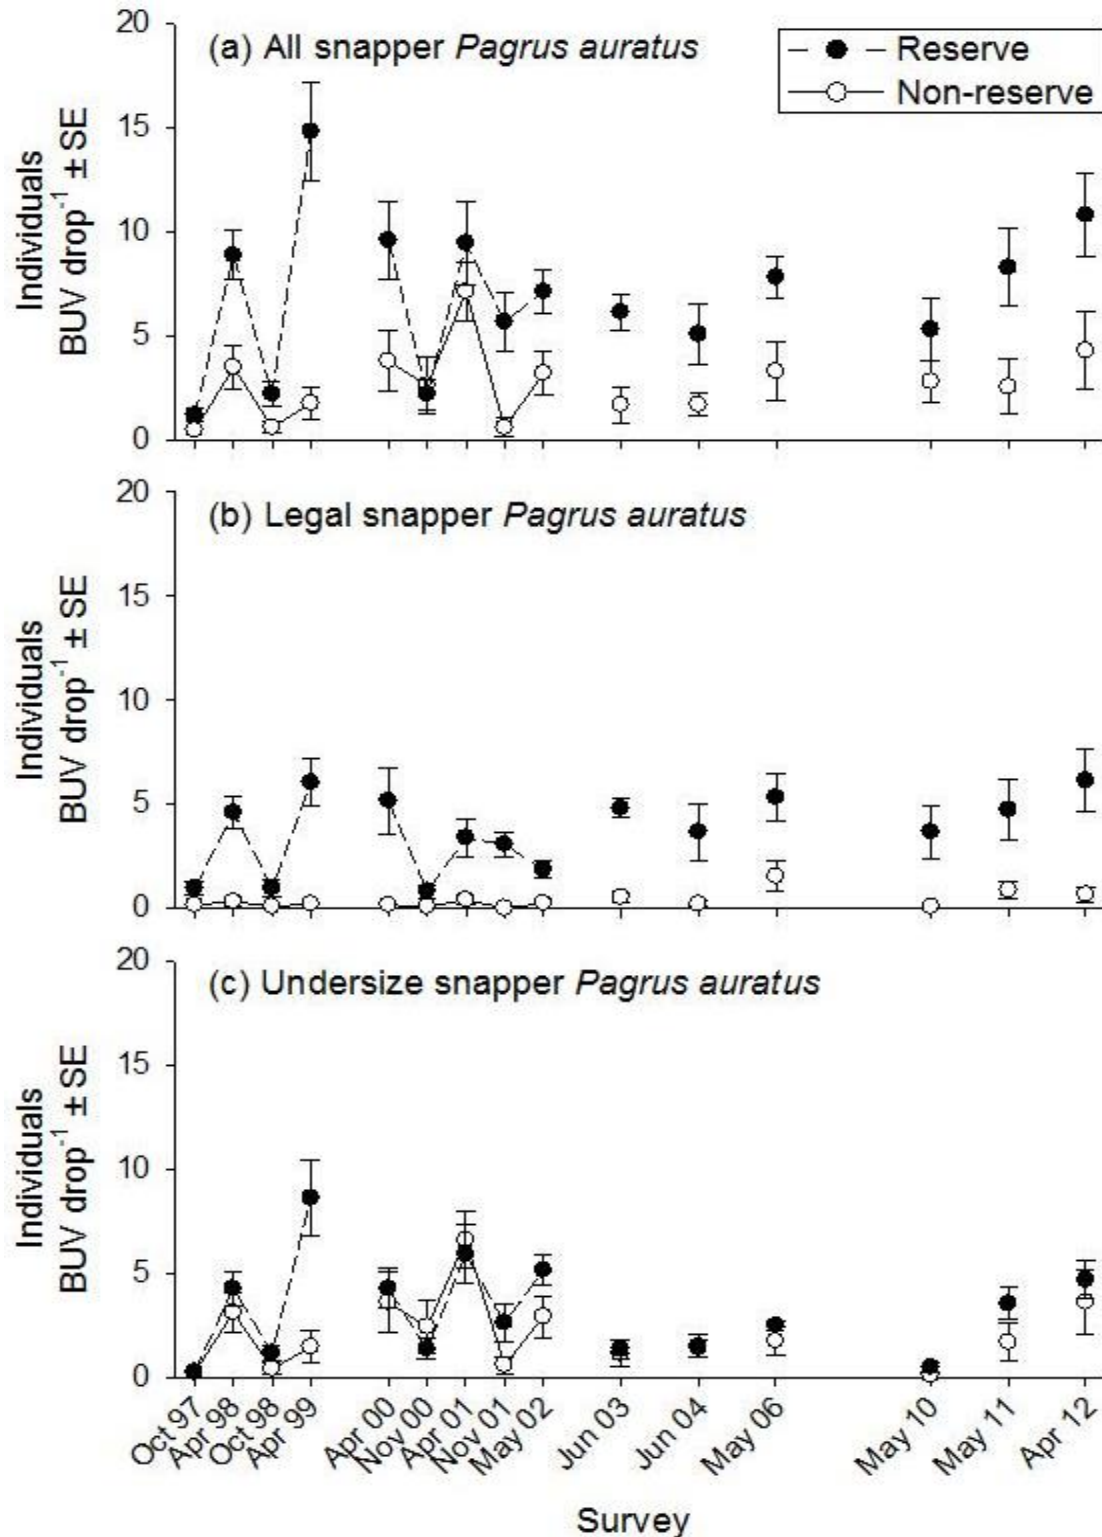 (a) All snapper Pagrus auratus
Reserve
Non-reserve
Individuals
BUV drop-1 ± SE
20
15
10
5
0
(b) Legal snapper Pagrus auratus
Individuals
BUV drop-1 ± SE
20
15
10
5
0
(c) Undersize snapper Pagrus auratus
Individuals
BUV drop-1 ± SE
20
15
10
5
0
Oct 97
Apr 98
Oct 98
Apr 99
Apr 00
Nov 00
Apr 01
Nov 01
May 02
Jun 03
Jun 04
May 06
May 10
May 11
Apr 12
Survey